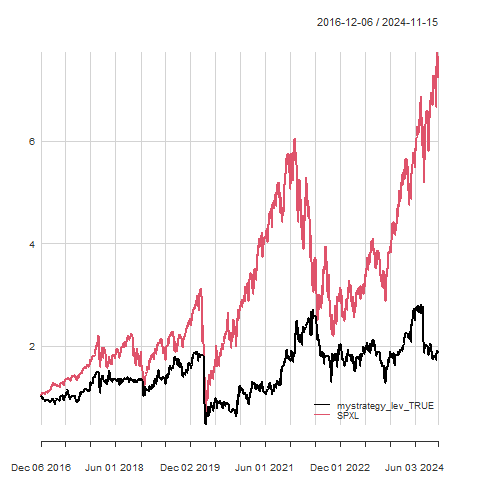 2016-12-06 / 2024-11-15
6
4
2
mystrategy_lev_TRUE
SPXL
Dec 06 2016 Jun 01 2018 Dec 02 2019 Jun 01 2021 Dec 01 2022 Jun 03 2024